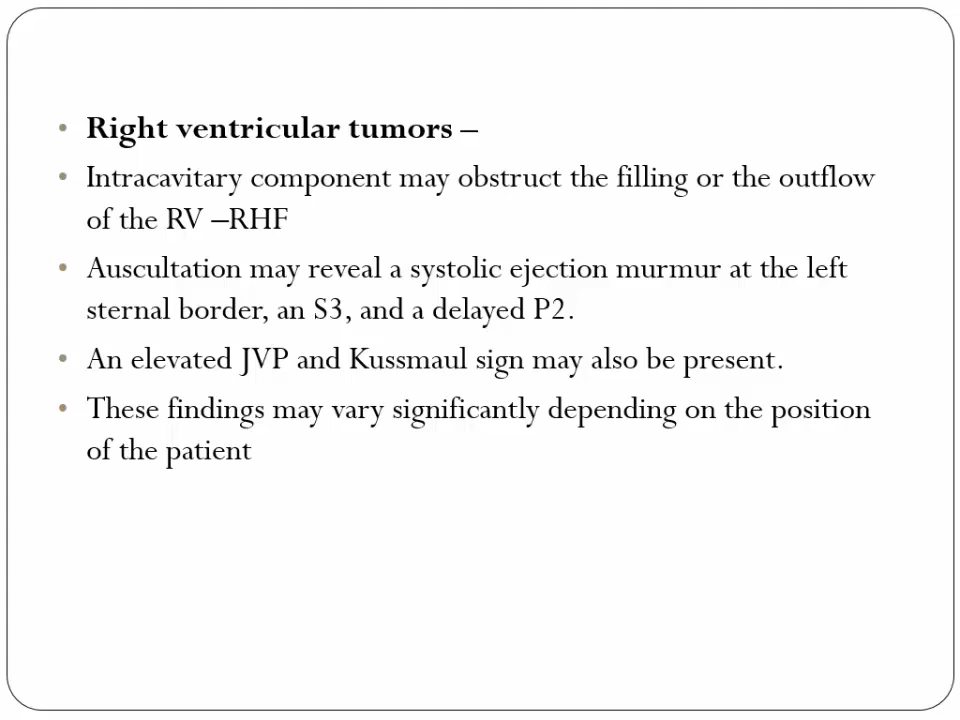 • Right ventricular tumors –
• Intracavitary component may obstruct the filling or the outflow
of the RV –RHF
• Auscultation may reveal a systolic ejection murmur at the left
sternal border, an S3, and a delayed P2.
• An elevated JVP and Kussmaul sign may also be present.
• These findings may vary significantly depending on the position
of the patient